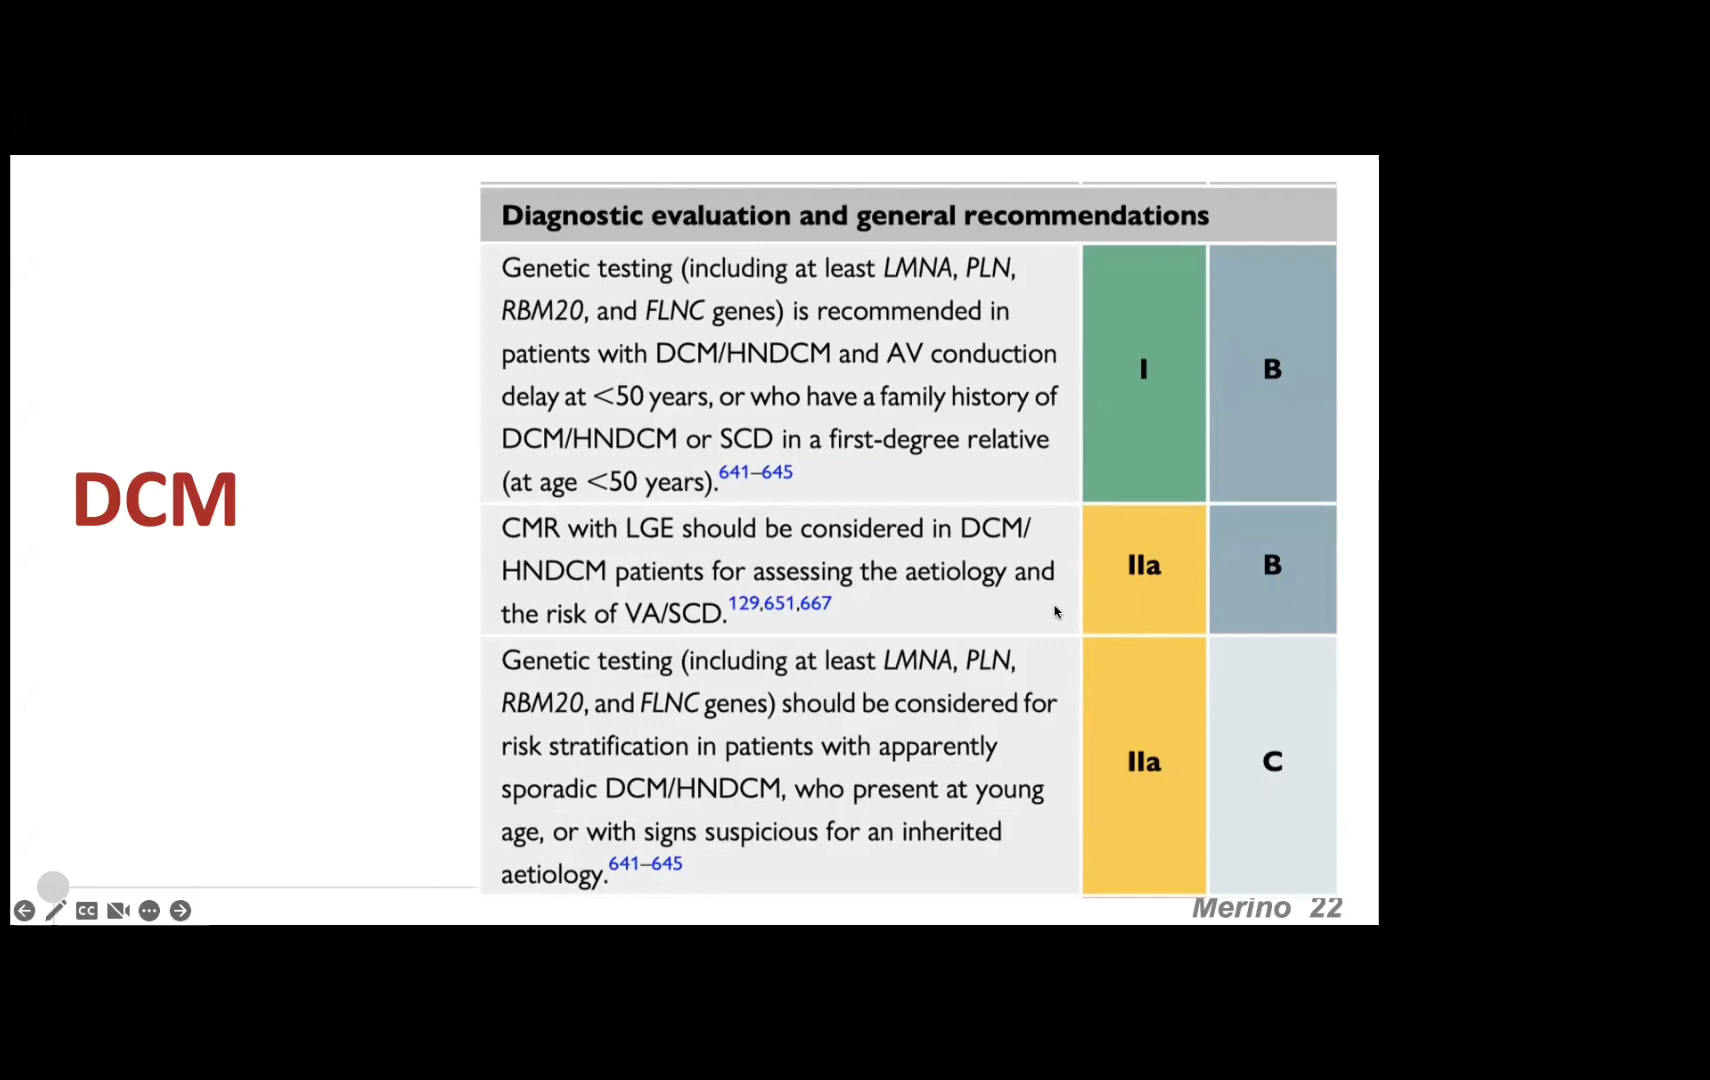 Diagnostic evaluation and general recommendations
Genetic testing (including at least LMNA, PLN,
RBM20, and FLNC genes) is recommended in
patients with DCM/HNDCM and AV conduction
delay at <50 years, or who have a family history of
DCM/HNDCM or SCD in a first-degree relative
(at age <50 years).641–645
I
B
DCM
CMR with LGE should be considered in DCM/
HNDCM patients for assessing the aetiology and
the risk of VA/SCD.129,651,667
IIa
B
Genetic testing (including at least LMNA, PLN,
RBM20, and FLNC genes) should be considered for
risk stratification in patients with apparently
sporadic DCM/HNDCM, who present at young
age, or with signs suspicious for an inherited
aetiology.641–645
IIa
C
CC
Merino 22